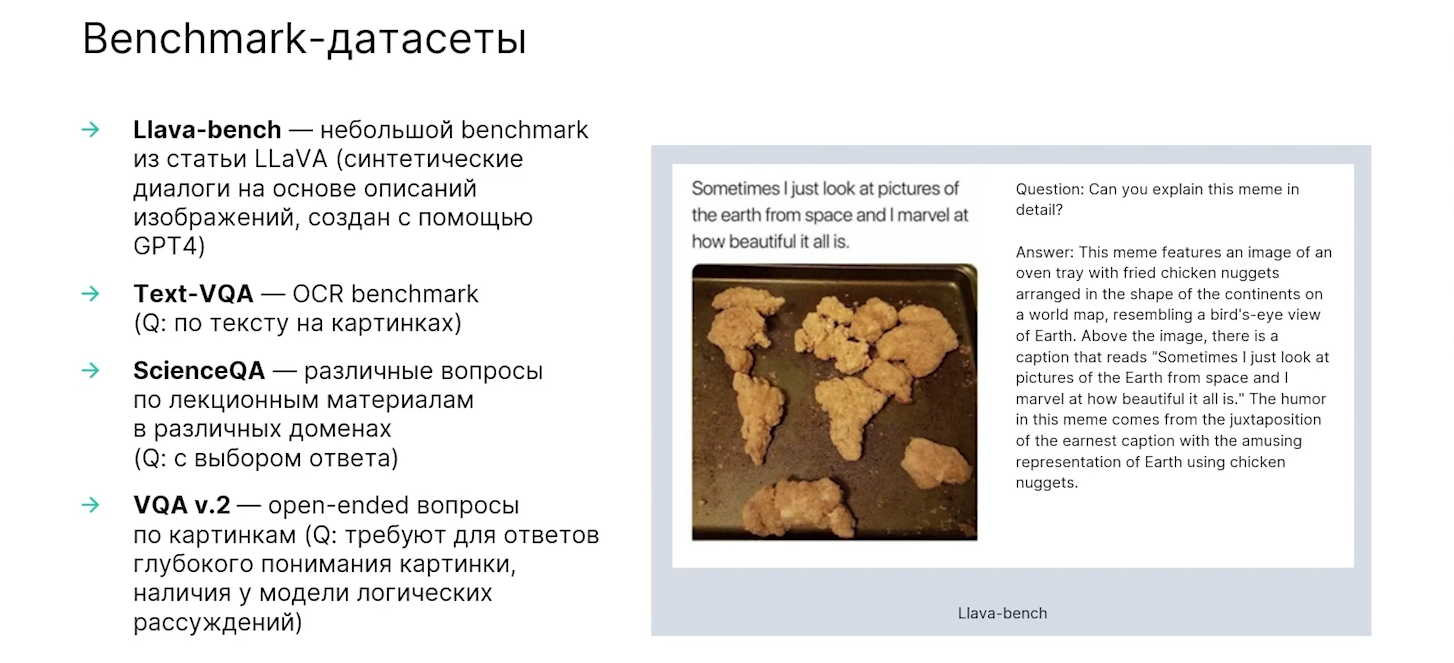 Benchmark-датасеты
→ Llava-bench — небольшой benchmark
из статьи LLaVA (синтетические
диалоги на основе описаний
изображений, создан с помощью
GPT4)
→ Text-VQA — OCR benchmark
(Q: по тексту на картинках)
→ ScienceQA — различные вопросы
по лекционным материалам
в различных доменах
(Q: с выбором ответа)
→ VQA v.2 — open-ended вопросы
по картинкам (Q: требуют для ответов
глубокого понимания картинки,
наличия у модели логических
рассуждений)
Sometimes I just look at pictures of
the earth from space and I marvel at
how beautiful it all is.
Question: Can you explain this meme in
detail?
Answer: This meme features an image of an
oven tray with fried chicken nuggets
arranged in the shape of the continents on
a world map, resembling a bird's-eye view
of Earth. Above the image, there is a
caption that reads "Sometimes I just look at
pictures of the Earth from space and I
marvel at how beautiful it all is." The humor
in this meme comes from the juxtaposition
of the earnest caption with the amusing
representation of Earth using chicken
nuggets.
Llava-bench